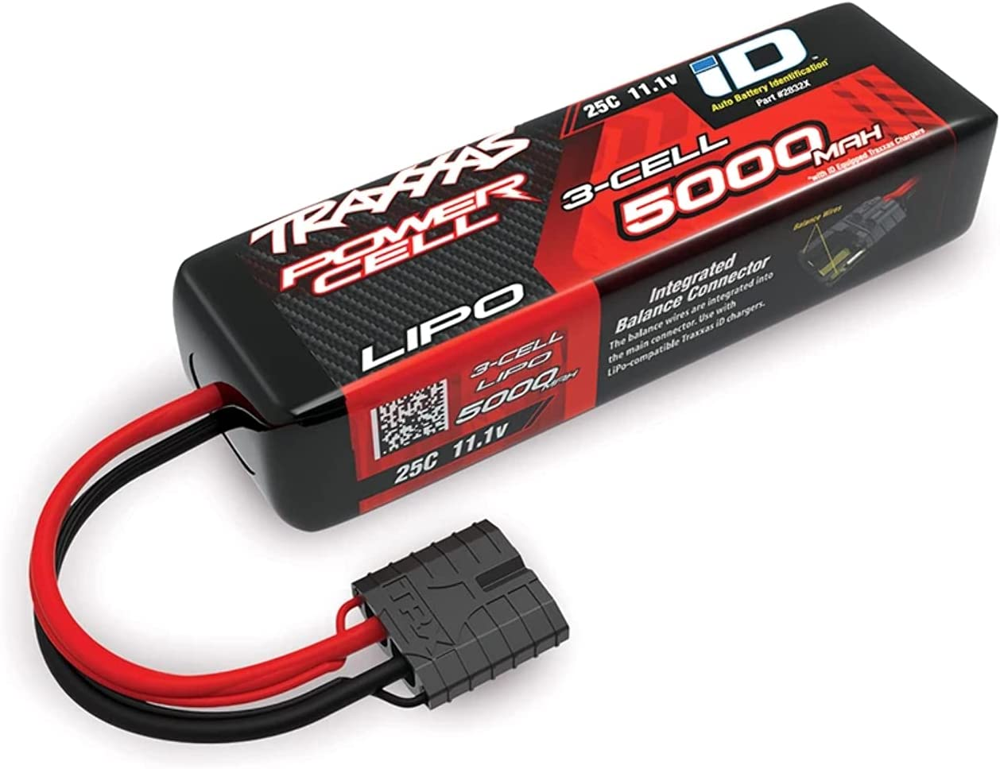 TRAXXAS
POWER
CELL
LIPO
25C 11.1v
iD™
Auto Battery Identification®
Part #2832X
3-CELL
5000MAH
*with iD Equipped Traxxas Chargers
Integrated
Balance Connector
The balance wires are integrated into
the main connector. Use with
LiPo-compatible Traxxas iD chargers.
Balance Wires
3-CELL
LIPO
5000MAH
25C 11.1v
TRX